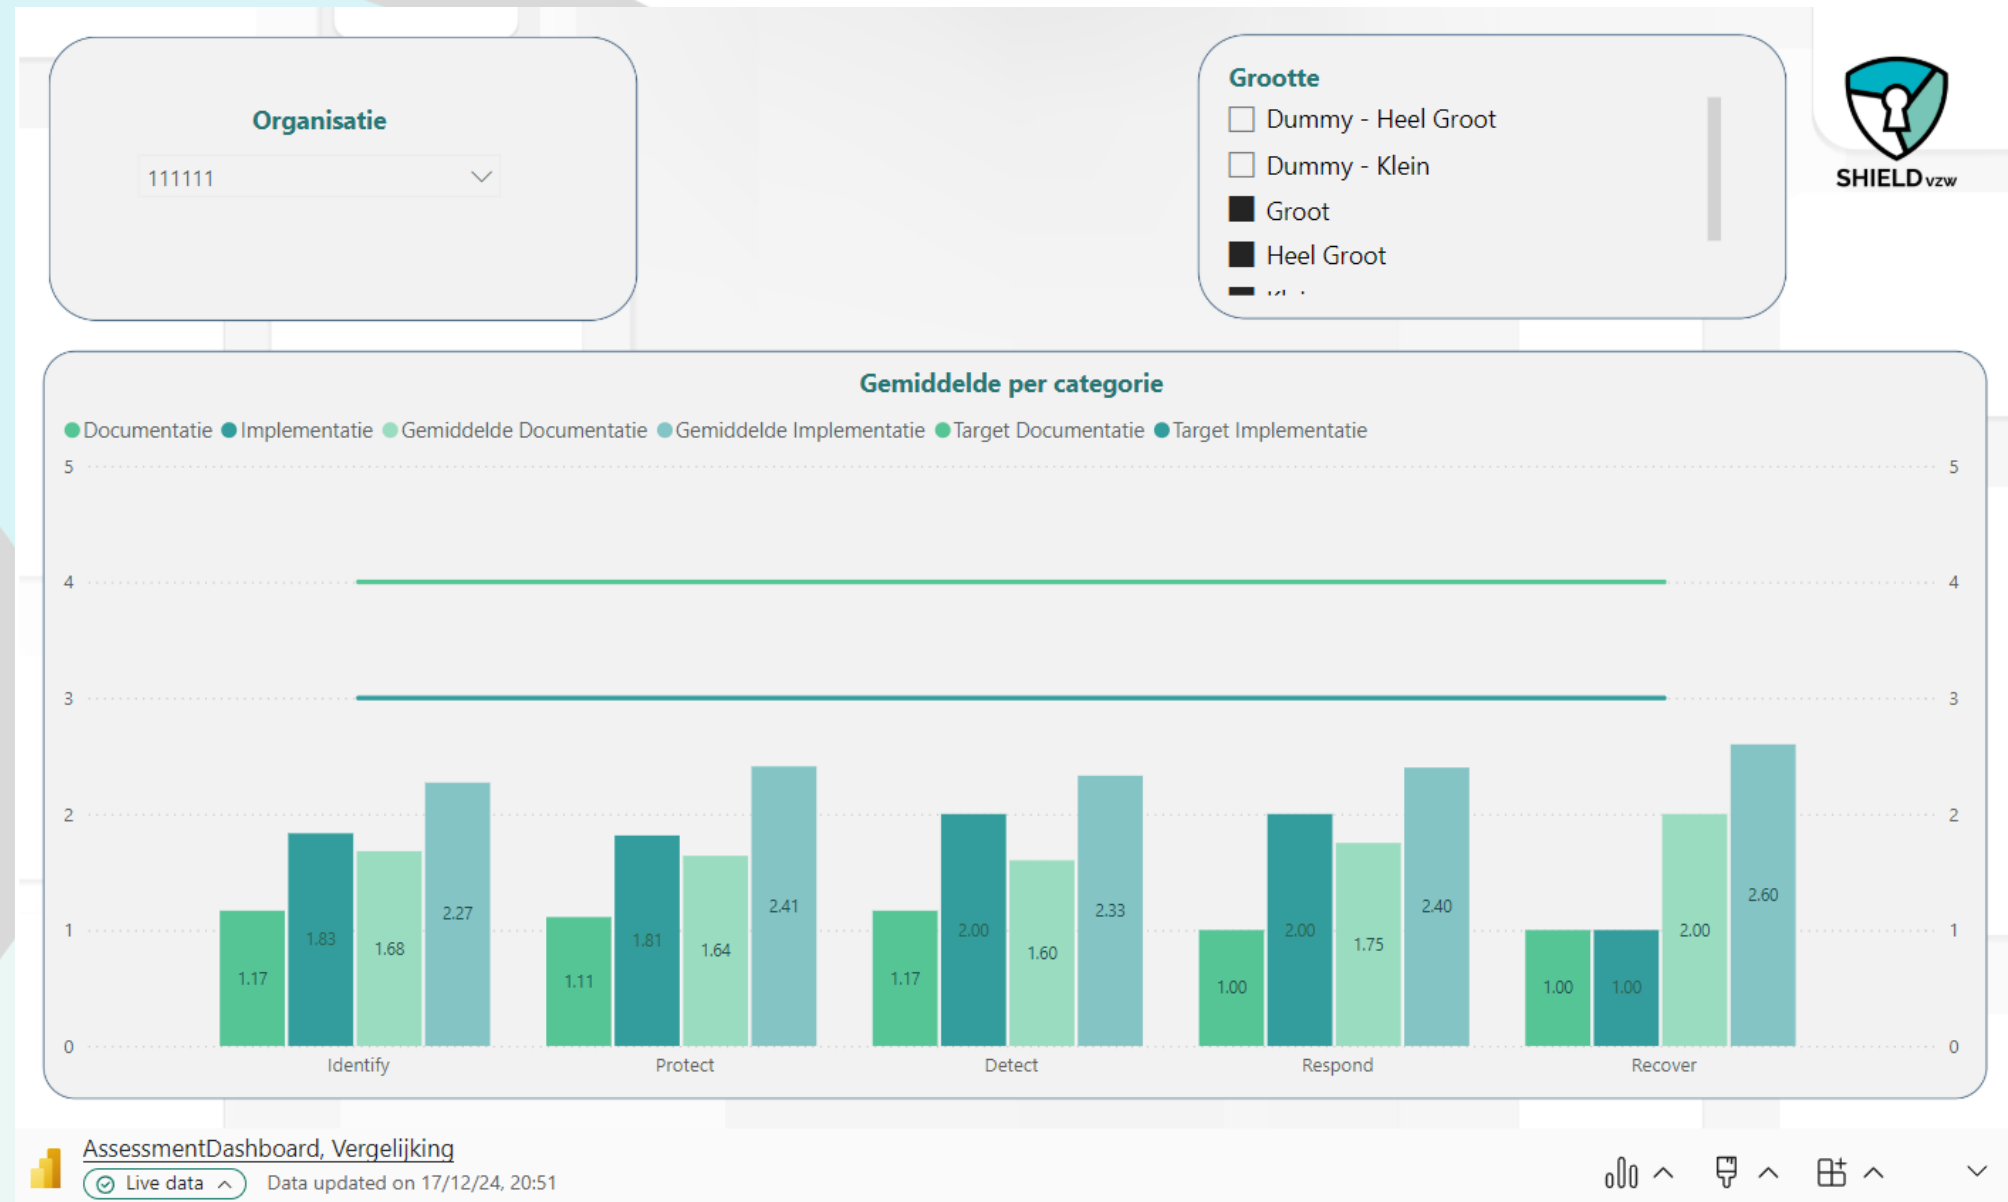 Organisatie
111111
Grootte
Dummy - Heel Groot
Dummy - Klein
Groot
Heel Groot
SHIELD vzw
Gemiddelde per categorie
Documentatie Implementatie Gemiddelde Documentatie Gemiddelde Implementatie Target Documentatie Target Implementatie
5 5
4 4
3 3
2 2
1 1
0 0
1.17 1.83 1.68 2.27
1.11 1.81 1.64 2.41
1.17 2.00 1.60 2.33
1.00 2.00 1.75 2.40
1.00 1.00 2.00 2.60
Identify Protect Detect Respond Recover
AssessmentDashboard, Vergelijking
Live data Data updated on 17/12/24, 20:51